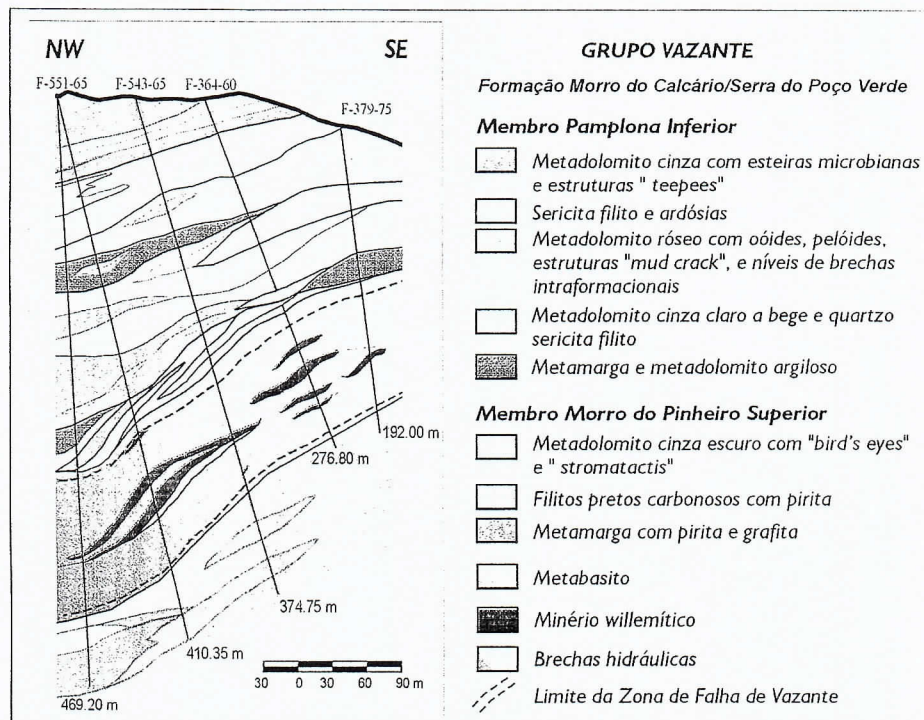 NW
SE
F-551-65
F-543-65
F-364-60
F-379-75
192.00 m
276.80 m
374.75 m
410.35 m
469.20 m
30 0 30 60 90 m
GRUPO VAZANTE
Formação Morro do Calcário/Serra do Poço Verde
Membro Pamplona Inferior
Metadolomito cinza com esteiras microbianas
e estruturas " teepees"
Sericita filito e ardósias
Metadolomito róseo com oóides, pelóides,
estruturas "mud crack", e níveis de brechas
intraformacionais
Metadolomito cinza claro a bege e quartzo
sericita filito
Metamarga e metadolomito argiloso
Membro Morro do Pinheiro Superior
Metadolomito cinza escuro com "bird's eyes"
e " stromatactis"
Filitos pretos carbonosos com pirita
Metamarga com pirita e grafita
Metabasito
Minério willemítico
Brechas hidráulicas
Limite da Zona de Falha de Vazante